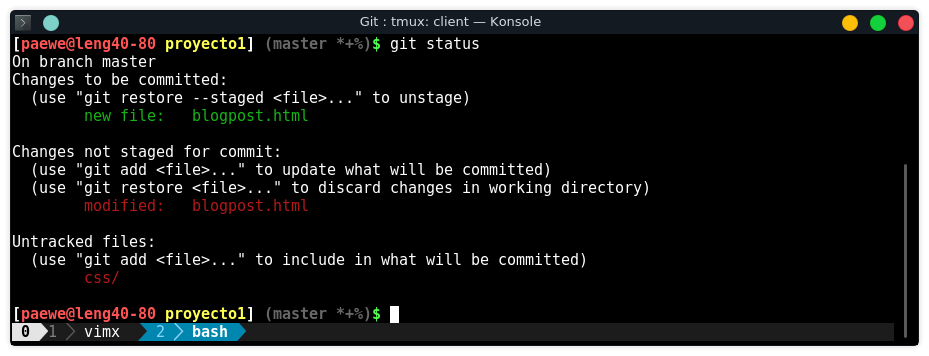 Git : tmux: client — Konsole
[paewe@leng40-80 proyecto1] (master *+%)$ git status
On branch master
Changes to be committed:
  (use "git restore --staged <file>..." to unstage)
        new file:   blogpost.html

Changes not staged for commit:
  (use "git add <file>..." to update what will be committed)
  (use "git restore <file>..." to discard changes in working directory)
        modified:   blogpost.html

Untracked files:
  (use "git add <file>..." to include in what will be committed)
        css/

[paewe@leng40-80 proyecto1] (master *+%)$
0 1 vimx 2 bash